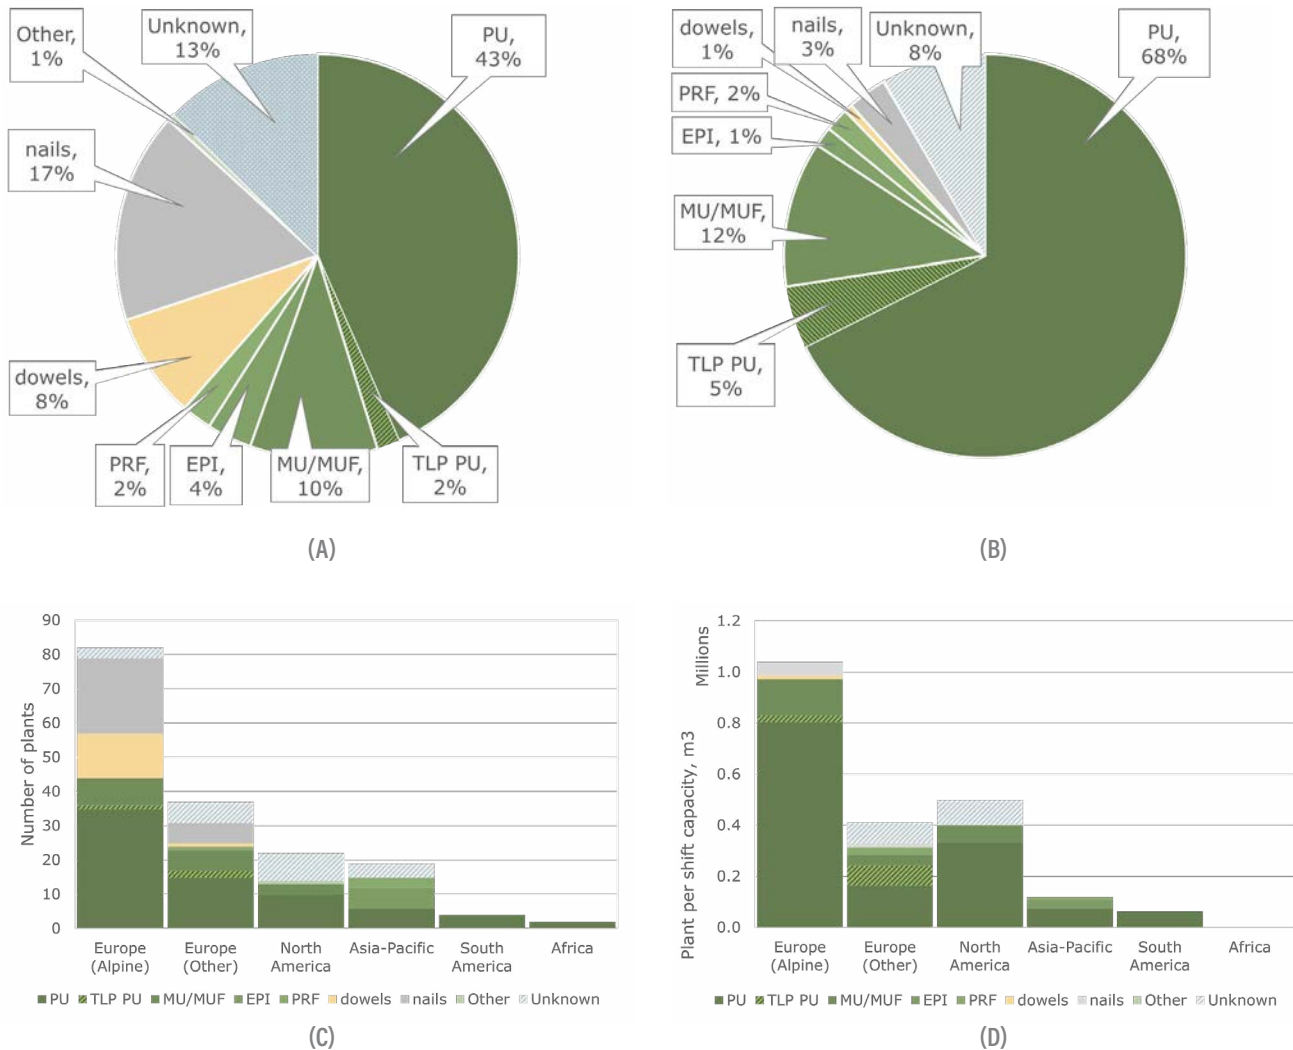 Other,
1%
Unknown,
13%
PU,
43%
nails,
17%
dowels,
8%
PRF,
2%
EPI,
4%
MU/MUF,
10%
TLP PU,
2%
(A)
dowels,
1%
nails,
3%
Unknown,
8%
PU,
68%
PRF, 2%
EPI, 1%
MU/MUF,
12%
TLP PU,
5%
(B)
Number of plants
90
80
70
60
50
40
30
20
10
0
Europe
(Alpine)
Europe
(Other)
North
America
Asia-Pacific
South
America
Africa
PU TLP PU MU/MUF EPI PRF dowels nails Other Unknown
(C)
Plant per shift capacity, m3
Millions
1.2
1.0
0.8
0.6
0.4
0.2
0.0
Europe
(Alpine)
Europe
(Other)
North
America
Asia-Pacific
South
America
Africa
PU TLP PU MU/MUF EPI PRF dowels nails Other Unknown
(D)